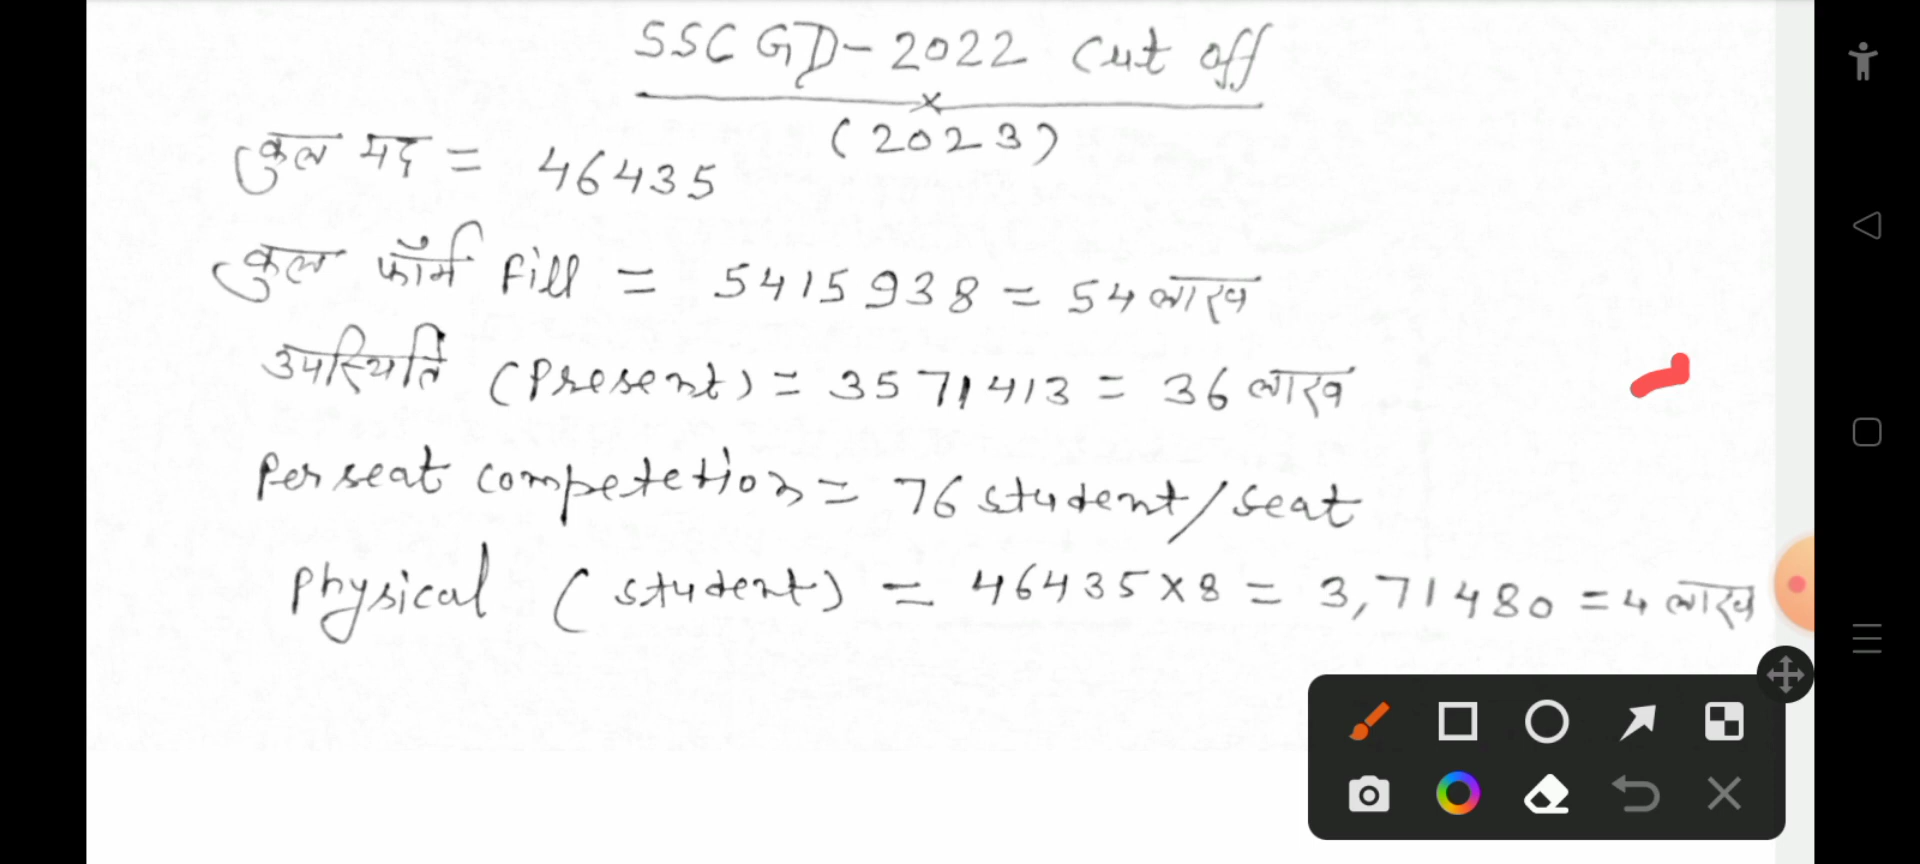 SSC GD-2022 Cut off
(2023)
कुल पद = 46435
कुल फॉर्म fill = 5415938 = 54 लाख
उपस्थिति (Present) = 3571413 = 36 लाख
Per seat competetion = 76 student/seat
Physical (student) = 46435×8 = 3,71480 = 4 लाख